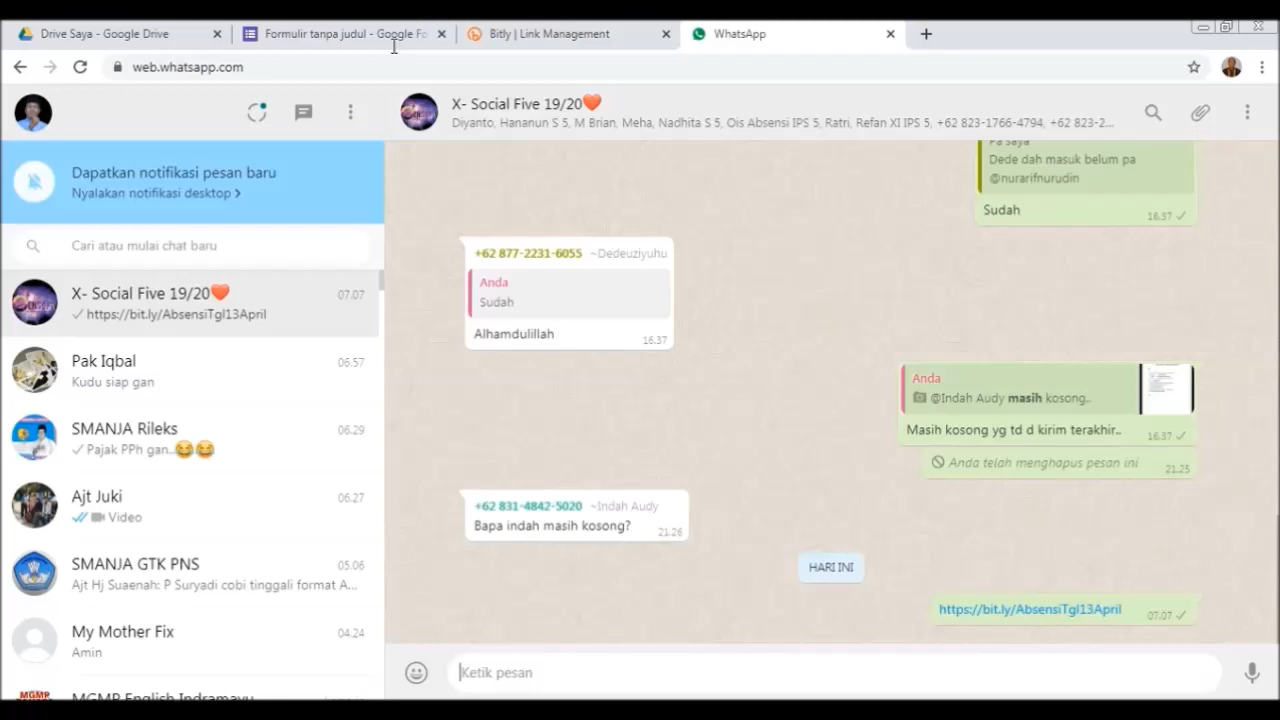 Drive Saya - Google Drive
Formulir tanpa judul - Google Fo
Bitly | Link Management
WhatsApp
web.whatsapp.com
X- Social Five 19/20❤️
Diyanto, Hananun S 5, M Brian, Meha, Nadhita S 5, Ois Absensi IPS 5, Ratri, Refan XI IPS 5, +62 823-1766-4794, +62 823-2...
Dapatkan notifikasi pesan baru
Nyalakan notifikasi desktop >
Cari atau mulai chat baru
X- Social Five 19/20❤️ 07.07
https://bit.ly/AbsensiTgl13April
Pak Iqbal 06.57
Kudu siap gan
SMANJA Rileks 06.29
Pajak PPh gan..😂😂
Ajt Juki 06.27
Video
SMANJA GTK PNS 05.06
Ajt Hj Suaenah: P Suryadi cobi tinggali format A...
My Mother Fix 04.24
Amin
MGMP English Indramayu
Pa saya
Dede dah masuk belum pa
@nurarifnurudin
Sudah 16.37
+62 877-2231-6055 ~Dedeuziyuhu
Anda
Sudah
Alhamdulillah 16.37
Anda
@Indah Audy masih kosong..
Masih kosong yg td d kirim terakhir.. 16.37
Anda telah menghapus pesan ini 21.25
+62 831-4842-5020 ~Indah Audy
Bapa indah masih kosong? 21.26
HARI INI
https://bit.ly/AbsensiTgl13April 07.07
Ketik pesan